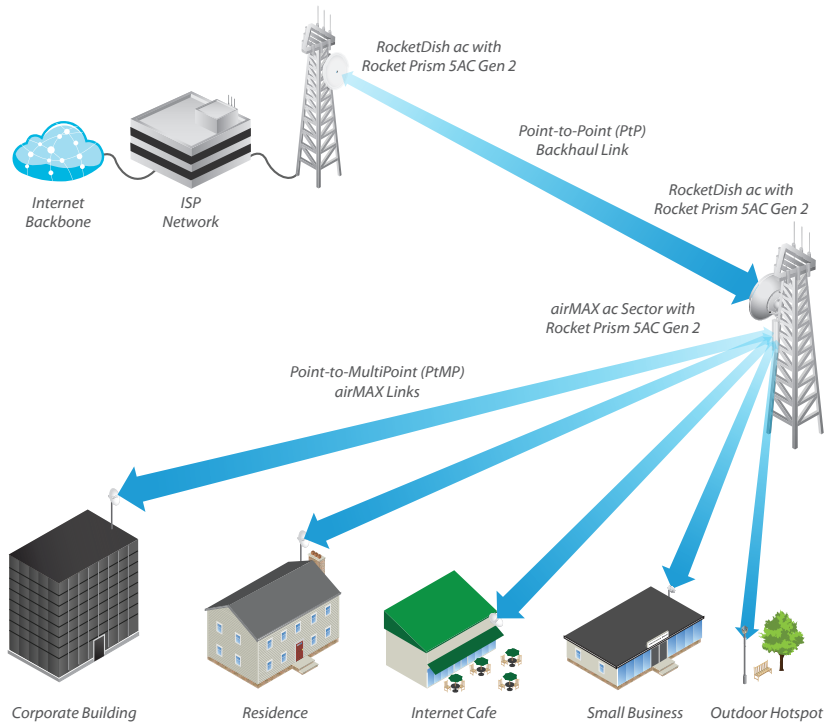 RocketDish ac with
Rocket Prism 5AC Gen 2
Point-to-Point (PtP)
Backhaul Link
Internet
Backbone
ISP
Network
RocketDish ac with
Rocket Prism 5AC Gen 2
airMAX ac Sector with
Rocket Prism 5AC Gen 2
Point-to-MultiPoint (PtMP)
airMAX Links
Corporate Building
Residence
Internet Cafe
Small Business
Outdoor Hotspot